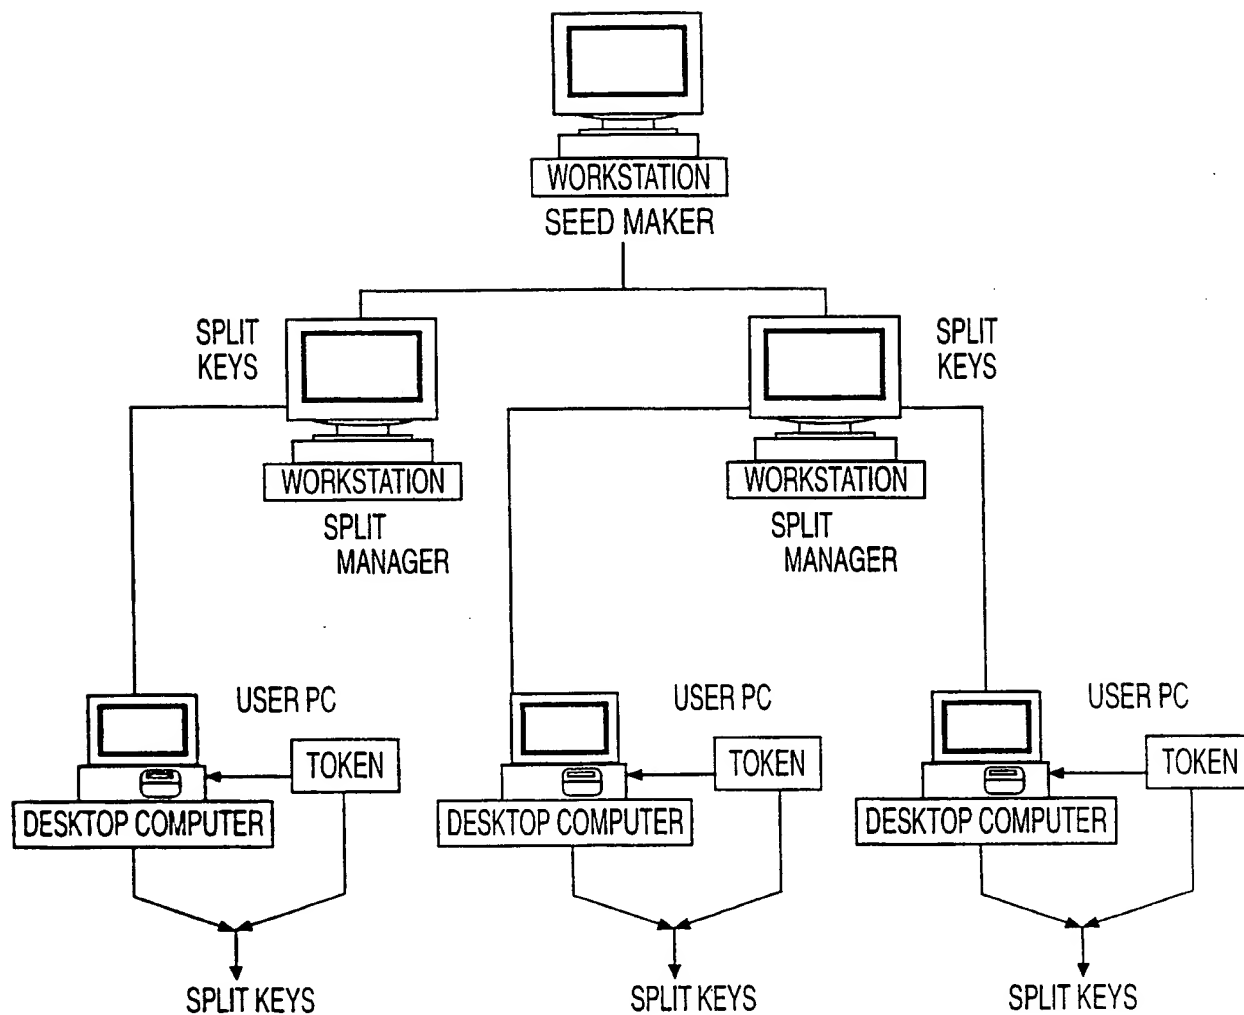 WORKSTATION
SEED MAKER
SPLIT
KEYS
SPLIT
KEYS
WORKSTATION
SPLIT
MANAGER
WORKSTATION
SPLIT
MANAGER
USER PC
TOKEN
DESKTOP COMPUTER
SPLIT KEYS
USER PC
TOKEN
DESKTOP COMPUTER
SPLIT KEYS
USER PC
TOKEN
DESKTOP COMPUTER
SPLIT KEYS